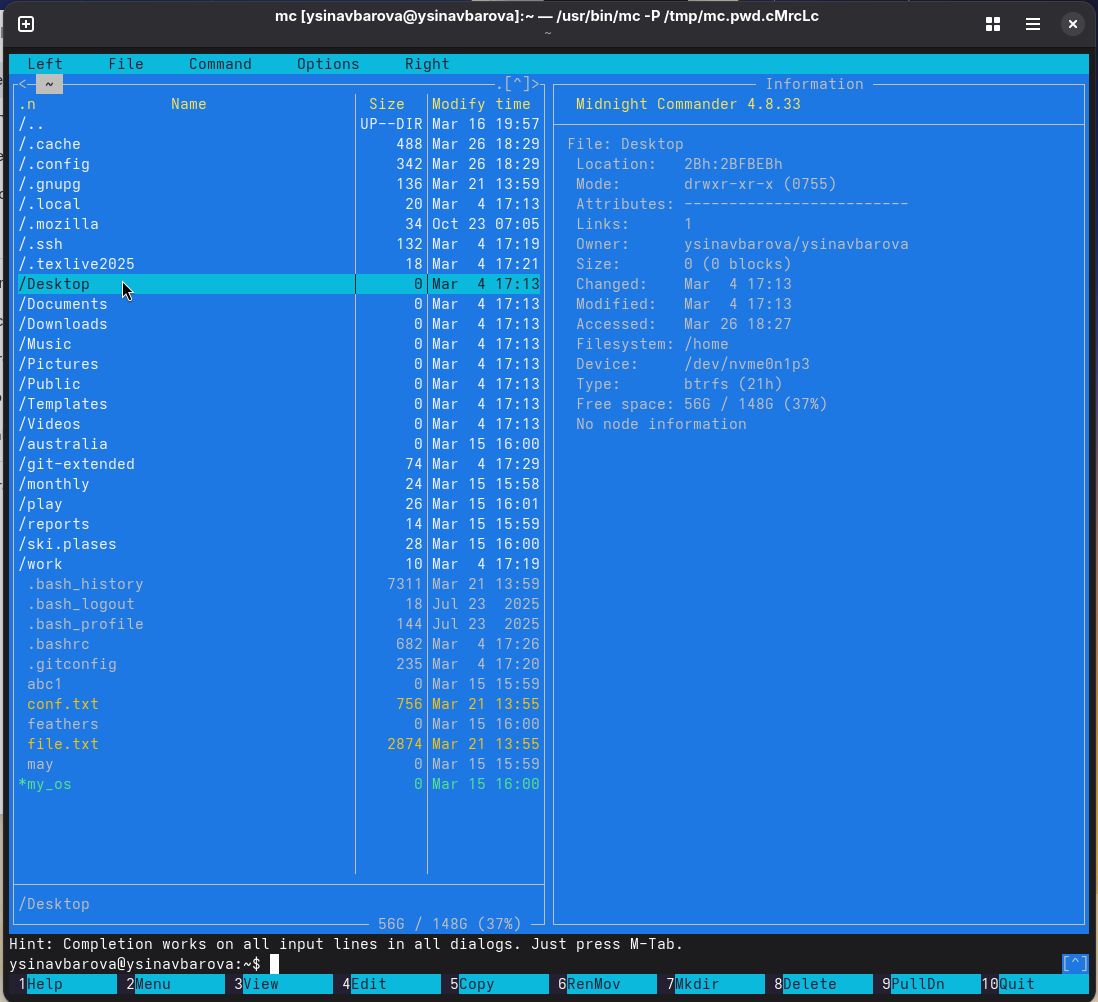 mc [ysinavbarova@ysinavbarova]:~ — /usr/bin/mc -P /tmp/mc.pwd.cMrcLc
~
Left File Command Options Right
<─ ~ ─.[^]>
.n Name Size Modify time
/.. UP--DIR Mar 16 19:57
/.cache 488 Mar 26 18:29
/.config 342 Mar 26 18:29
/.gnupg 136 Mar 21 13:59
/.local 20 Mar 4 17:13
/.mozilla 34 Oct 23 07:05
/.ssh 132 Mar 4 17:19
/.texlive2025 18 Mar 4 17:21
/Desktop 0 Mar 4 17:13
/Documents 0 Mar 4 17:13
/Downloads 0 Mar 4 17:13
/Music 0 Mar 4 17:13
/Pictures 0 Mar 4 17:13
/Public 0 Mar 4 17:13
/Templates 0 Mar 4 17:13
/Videos 0 Mar 4 17:13
/australia 0 Mar 15 16:00
/git-extended 74 Mar 4 17:29
/monthly 24 Mar 15 15:58
/play 26 Mar 15 16:01
/reports 14 Mar 15 15:59
/ski.plases 28 Mar 15 16:00
/work 10 Mar 4 17:19
.bash_history 7311 Mar 21 13:59
.bash_logout 18 Jul 23 2025
.bash_profile 144 Jul 23 2025
.bashrc 682 Mar 4 17:26
.gitconfig 235 Mar 4 17:20
abc1 0 Mar 15 15:59
conf.txt 756 Mar 21 13:55
feathers 0 Mar 15 16:00
file.txt 2874 Mar 21 13:55
may 0 Mar 15 15:59
*my_os 0 Mar 15 16:00
/Desktop
56G / 148G (37%)
Information
Midnight Commander 4.8.33
File: Desktop
Location: 2Bh:2BFBEBh
Mode: drwxr-xr-x (0755)
Attributes: -------------------------
Links: 1
Owner: ysinavbarova/ysinavbarova
Size: 0 (0 blocks)
Changed: Mar 4 17:13
Modified: Mar 4 17:13
Accessed: Mar 26 18:27
Filesystem: /home
Device: /dev/nvme0n1p3
Type: btrfs (21h)
Free space: 56G / 148G (37%)
No node information
Hint: Completion works on all input lines in all dialogs. Just press M-Tab.
ysinavbarova@ysinavbarova:~$ [^]
1Help 2Menu 3View 4Edit 5Copy 6RenMov 7Mkdir 8Delete 9PullDn 10Quit